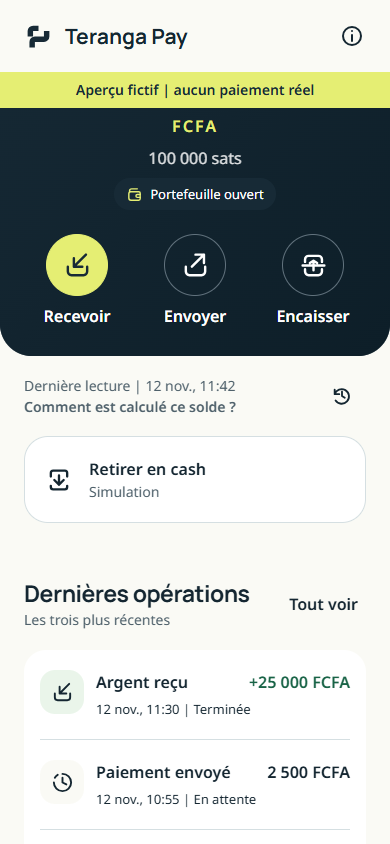 Teranga Pay
Aperçu fictif | aucun paiement réel
FCFA
100 000 sats
Portefeuille ouvert
Recevoir
Envoyer
Encaisser
Dernière lecture | 12 nov., 11:42
Comment est calculé ce solde ?
Retirer en cash
Simulation
Dernières opérations
Tout voir
Les trois plus récentes
Argent reçu
+25 000 FCFA
12 nov., 11:30 | Terminée
Paiement envoyé
2 500 FCFA
12 nov., 10:55 | En attente